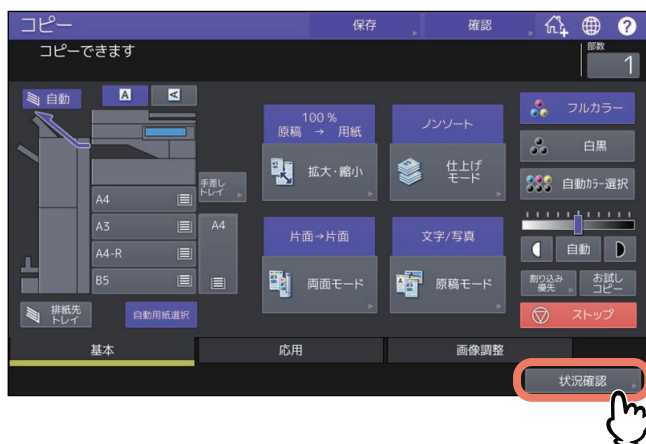 コピー
保存
確認
?
コピーできます
部数
1
自動
A
A
フルカラー
100 %
原稿 → 用紙
ノンソート
白黒
拡大・縮小
仕上げ
モード
自動ｶﾗｰ選択
手差し
トレイ
A4
A3
A4
A4-R
B5
片面→片面
文字/写真
自動
両面モード
原稿モード
割り込み
優先
お試し
コピー
排紙先
トレイ
自動用紙選択
ストップ
基本
応用
画像調整
状況確認